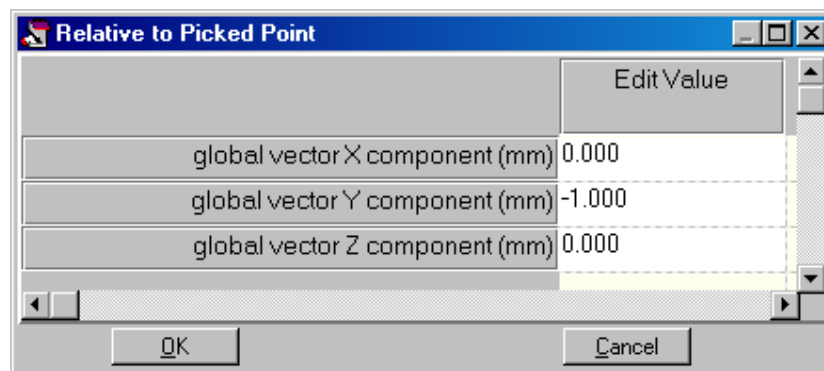 Relative to Picked Point
Edit Value
global vector X component (mm) 0.000
global vector Y component (mm) -1.000
global vector Z component (mm) 0.000
OK Cancel